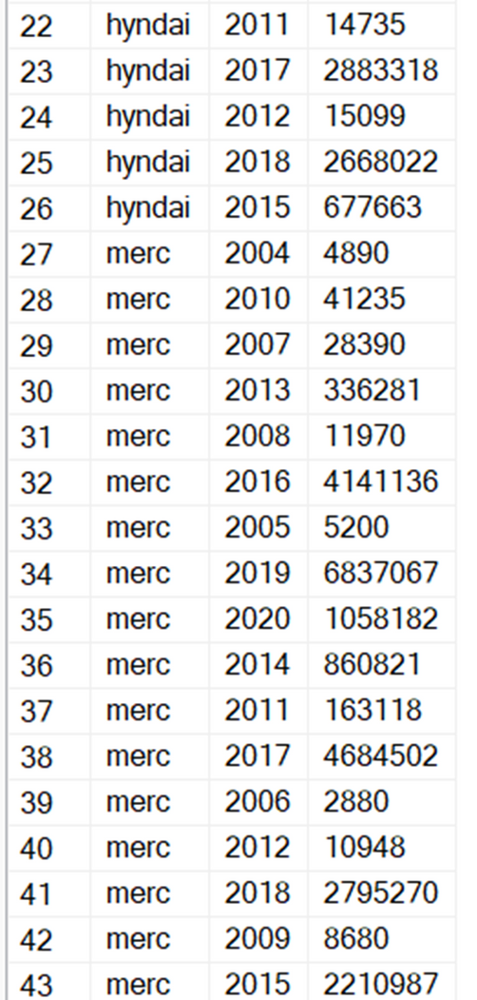 22 hyndai 2011 14735
23 hyndai 2017 2883318
24 hyndai 2012 15099
25 hyndai 2018 2668022
26 hyndai 2015 677663
27 merc 2004 4890
28 merc 2010 41235
29 merc 2007 28390
30 merc 2013 336281
31 merc 2008 11970
32 merc 2016 4141136
33 merc 2005 5200
34 merc 2019 6837067
35 merc 2020 1058182
36 merc 2014 860821
37 merc 2011 163118
38 merc 2017 4684502
39 merc 2006 2880
40 merc 2012 10948
41 merc 2018 2795270
42 merc 2009 8680
43 merc 2015 2210987